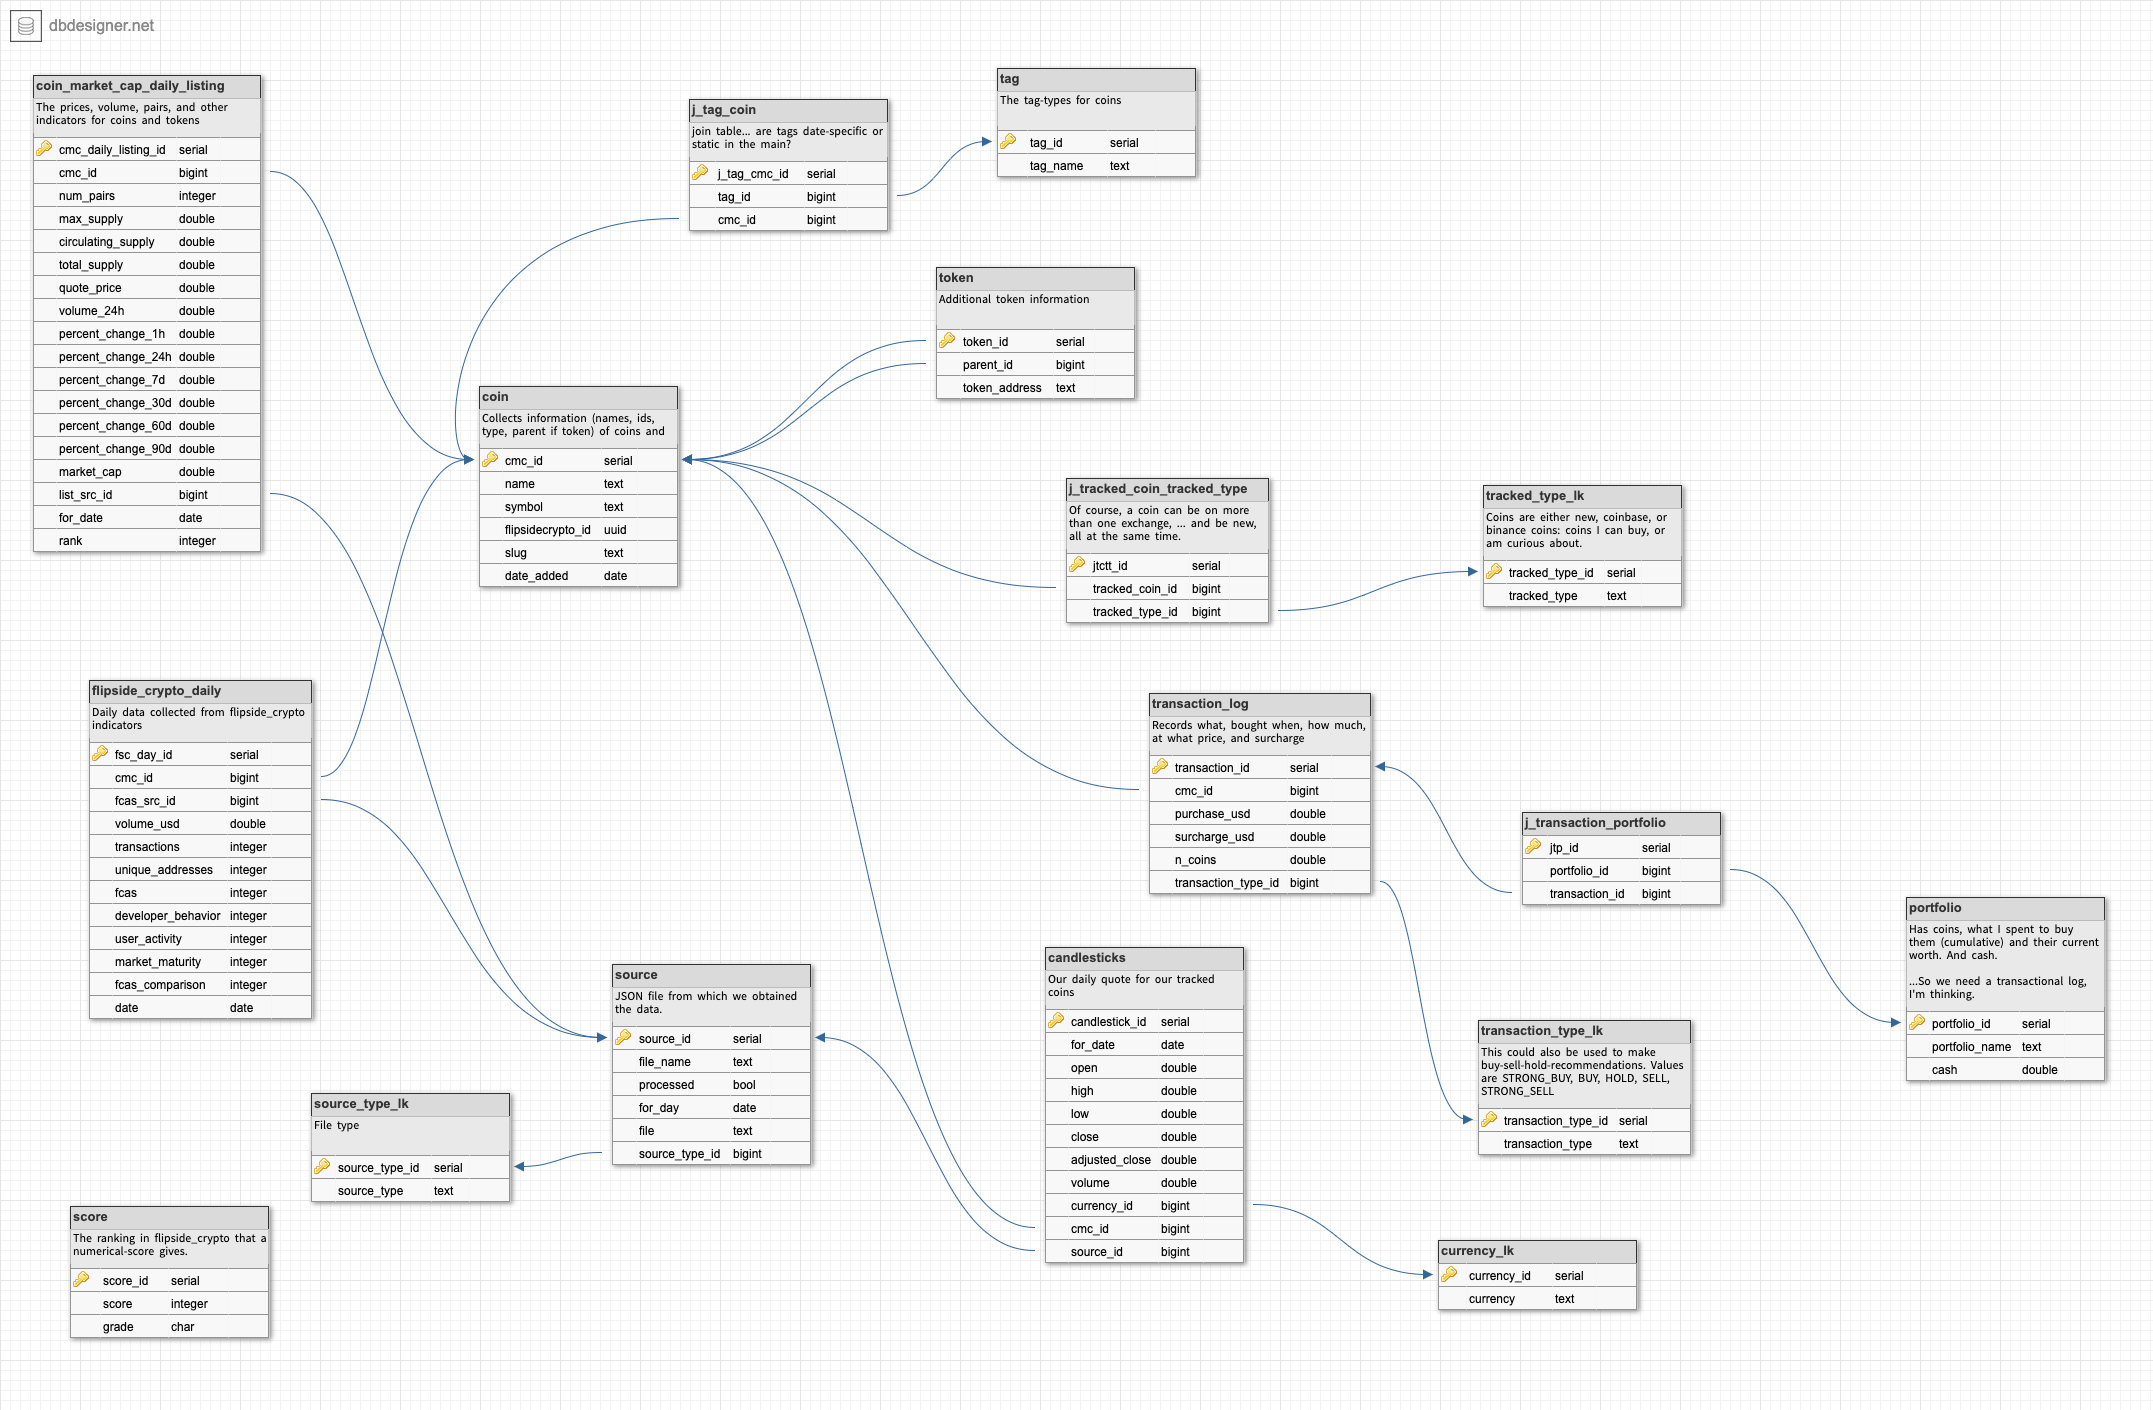 dbdesigner.net
coin_market_cap_daily_listing
The prices, volume, pairs, and other
indicators for coins and tokens
cmc_daily_listing_id serial
cmc_id bigint
num_pairs integer
max_supply double
circulating_supply double
total_supply double
quote_price double
volume_24h double
percent_change_1h double
percent_change_24h double
percent_change_7d double
percent_change_30d double
percent_change_60d double
percent_change_90d double
market_cap double
list_src_id bigint
for_date date
rank integer
j_tag_coin
join table... are tags date-specific or
static in the main?
j_tag_cmc_id serial
tag_id bigint
cmc_id bigint
tag
The tag-types for coins
tag_id serial
tag_name text
token
Additional token information
token_id serial
parent_id bigint
token_address text
coin
Collects information (names, ids,
type, parent if token) of coins and
cmc_id serial
name text
symbol text
flipsidecrypto_id uuid
slug text
date_added date
j_tracked_coin_tracked_type
Of course, a coin can be on more
than one exchange, ... and be new,
all at the same time.
jtctt_id serial
tracked_coin_id bigint
tracked_type_id bigint
tracked_type_lk
Coins are either new, coinbase, or
binance coins: coins I can buy, or
am curious about.
tracked_type_id serial
tracked_type text
flipside_crypto_daily
Daily data collected from flipside_crypto
indicators
fsc_day_id serial
cmc_id bigint
fcas_src_id bigint
volume_usd double
transactions integer
unique_addresses integer
fcas integer
developer_behavior integer
user_activity integer
market_maturity integer
fcas_comparison integer
date date
transaction_log
Records what, bought when, how much,
at what price, and surcharge
transaction_id serial
cmc_id bigint
purchase_usd double
surcharge_usd double
n_coins double
transaction_type_id bigint
j_transaction_portfolio
jtp_id serial
portfolio_id bigint
transaction_id bigint
portfolio
Has coins, what I spent to buy
them (cumulative) and their current
worth. And cash.
...So we need a transactional log,
I'm thinking.
portfolio_id serial
portfolio_name text
cash double
source
JSON file from which we obtained
the data.
source_id serial
file_name text
processed bool
for_day date
file text
source_type_id bigint
candlesticks
Our daily quote for our tracked
coins
candlestick_id serial
for_date date
open double
high double
low double
close double
adjusted_close double
volume double
currency_id bigint
cmc_id bigint
source_id bigint
transaction_type_lk
This could also be used to make
buy-sell-hold-recommendations. Values
are STRONG_BUY, BUY, HOLD, SELL,
STRONG_SELL
transaction_type_id serial
transaction_type text
source_type_lk
File type
source_type_id serial
source_type text
score
The ranking in flipside_crypto that a
numerical-score gives.
score_id serial
score integer
grade char
currency_lk
currency_id serial
currency text